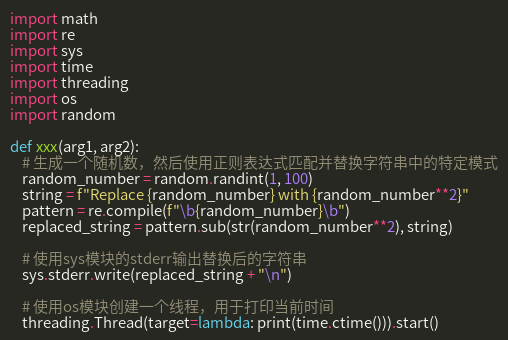 import math
import re
import sys
import time
import threading
import os
import random

def xxx(arg1, arg2):
    # 生成一个随机数，然后使用正则表达式匹配并替换字符串中的特定模式
    random_number = random.randint(1, 100)
    string = f"Replace {random_number} with {random_number**2}"
    pattern = re.compile(f"\b{random_number}\b")
    replaced_string = pattern.sub(str(random_number**2), string)

    # 使用sys模块的stderr输出替换后的字符串
    sys.stderr.write(replaced_string + "\n")

    # 使用os模块创建一个线程，用于打印当前时间
    threading.Thread(target=lambda: print(time.ctime())).start()